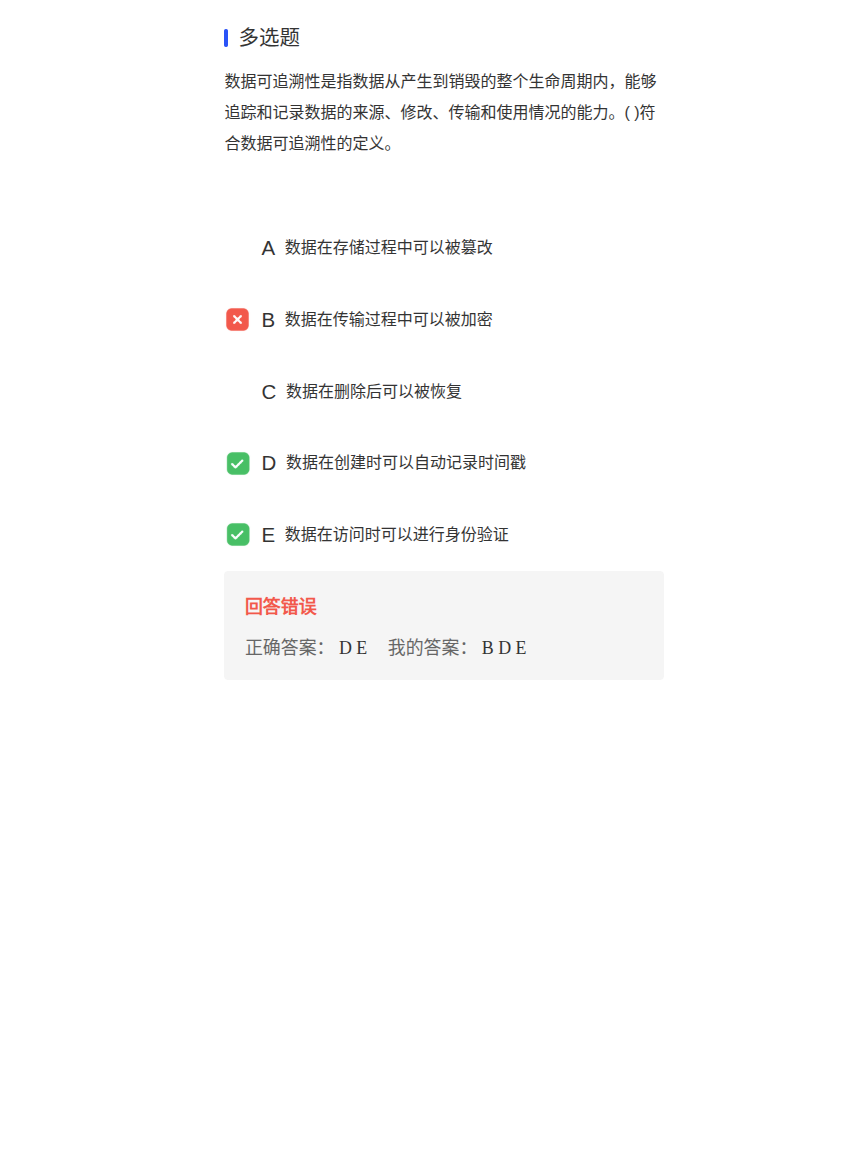 多选题
数据可追溯性是指数据从产生到销毁的整个生命周期内，能够
追踪和记录数据的来源、修改、传输和使用情况的能力。( )符
合数据可追溯性的定义。
A 数据在存储过程中可以被篡改
B 数据在传输过程中可以被加密
C 数据在删除后可以被恢复
D 数据在创建时可以自动记录时间戳
E 数据在访问时可以进行身份验证
回答错误
正确答案： D E 我的答案： B D E